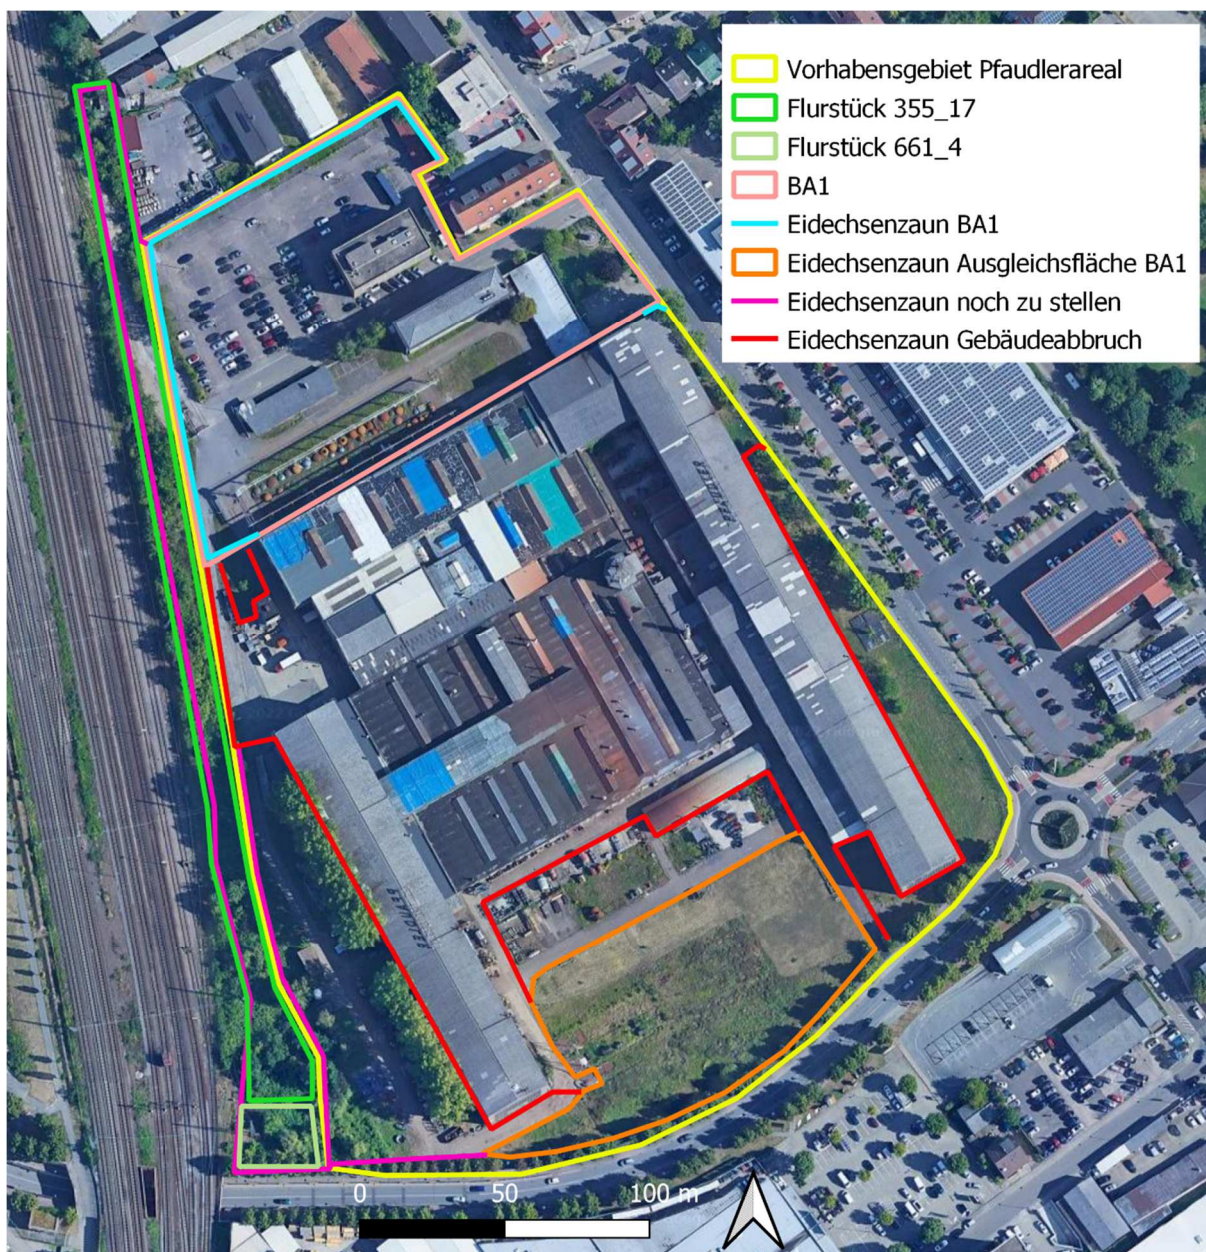 Vorhabensgebiet Pfaudlerareal
Flurstück 355_17
Flurstück 661_4
BA1
Eidechsenzaun BA1
Eidechsenzaun Ausgleichsfläche BA1
Eidechsenzaun noch zu stellen
Eidechsenzaun Gebäudeabbruch
0 50 100 m